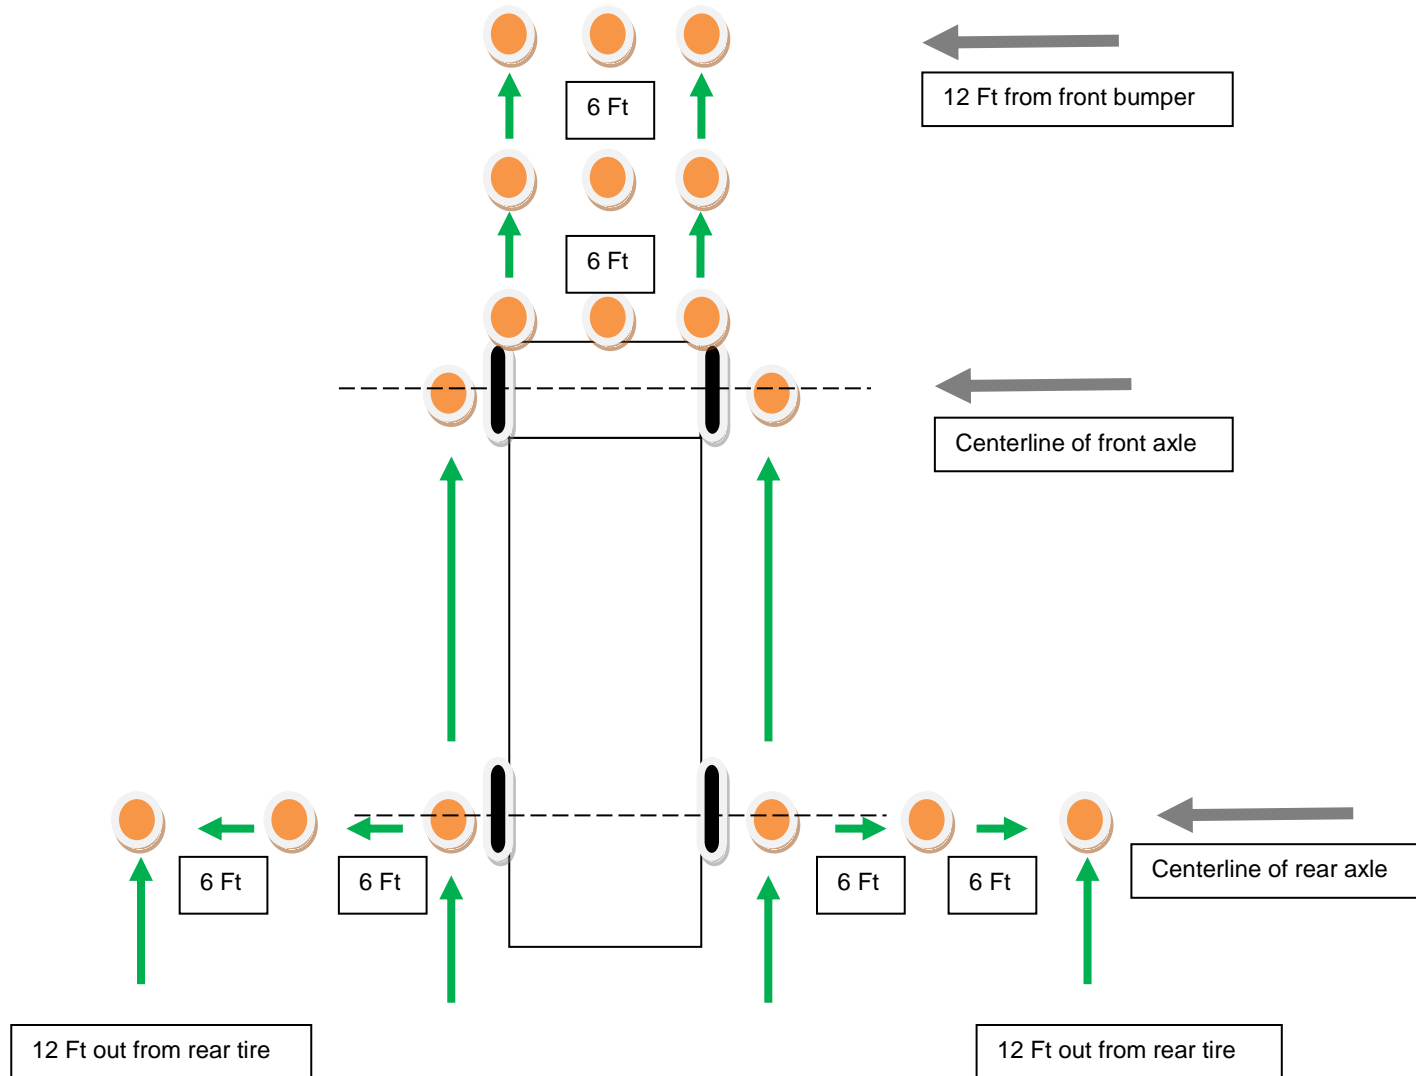 6 Ft
12 Ft from front bumper
6 Ft
Centerline of front axle
6 Ft
6 Ft
6 Ft
6 Ft
Centerline of rear axle
12 Ft out from rear tire
12 Ft out from rear tire